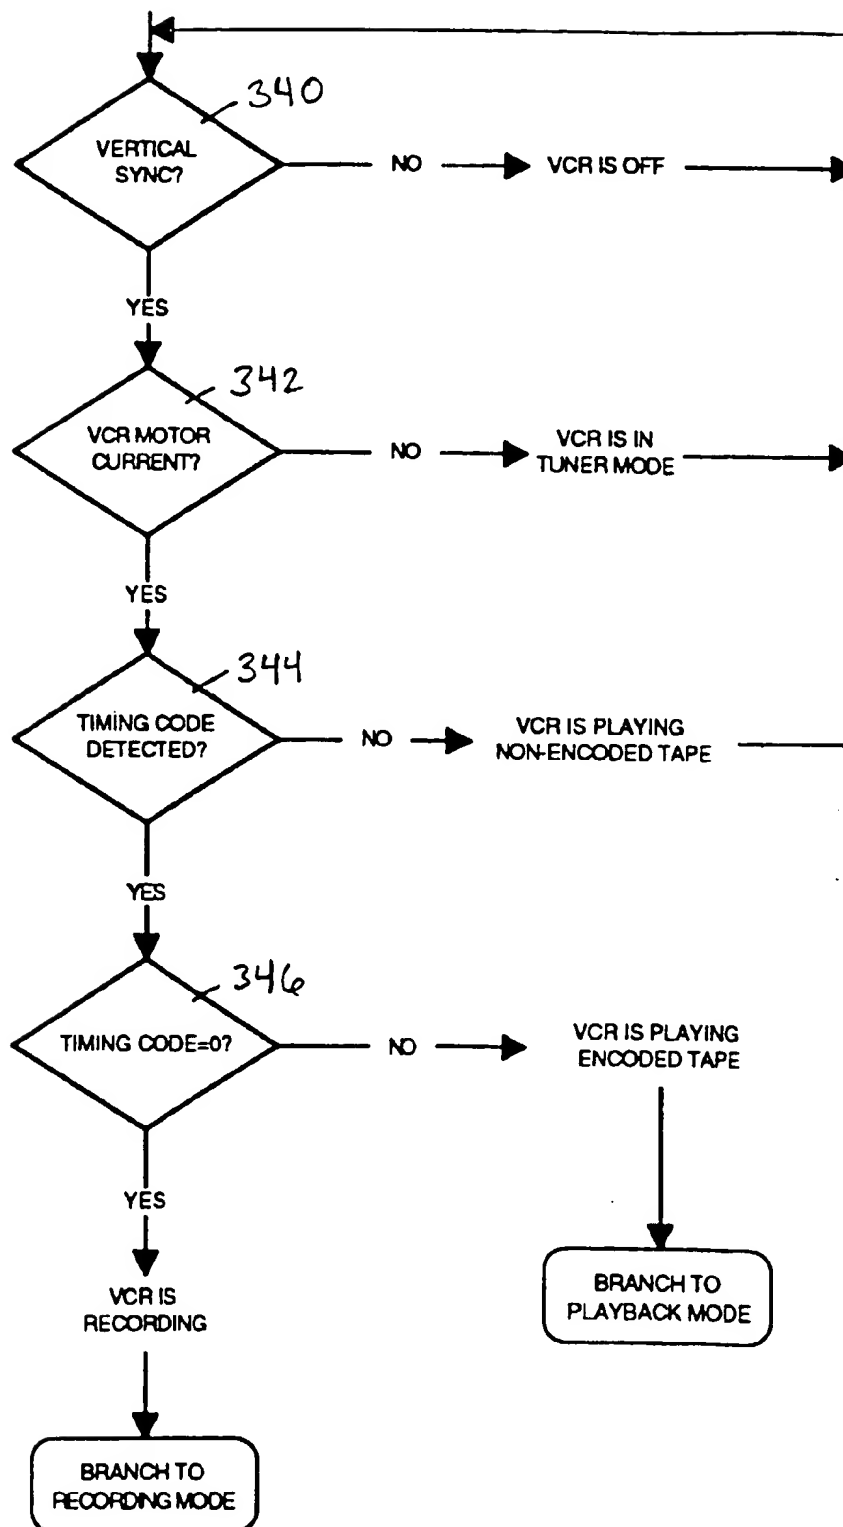 340
VERTICAL
SYNC?
NO
VCR IS OFF
YES
342
VCR MOTOR
CURRENT?
NO
VCR IS IN
TUNER MODE
YES
344
TIMING CODE
DETECTED?
NO
VCR IS PLAYING
NON-ENCODED TAPE
YES
346
TIMING CODE=0?
NO
VCR IS PLAYING
ENCODED TAPE
YES
VCR IS
RECORDING
BRANCH TO
PLAYBACK MODE
BRANCH TO
RECORDING MODE